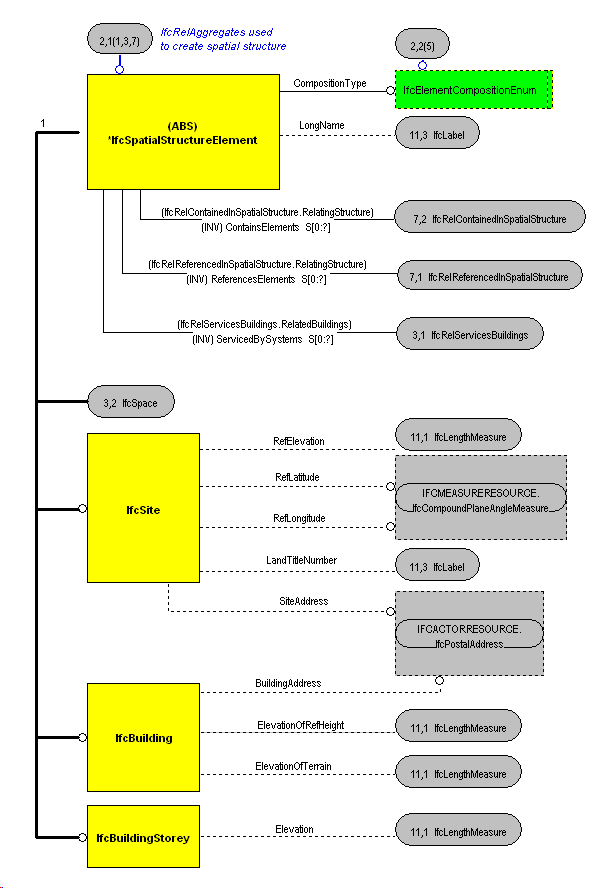 2,1(1,3,7)
IfcRelAggregates used
to create spatial structure
2,2(5)
CompositionType
IfcElementCompositionEnum
1
(ABS)
*IfcSpatialStructureElement
LongName
11,3 IfcLabel
(IfcRelContainedInSpatialStructure.RelatingStructure)
(INV) ContainsElements S[0:?]
7,2 IfcRelContainedInSpatialStructure
(IfcRelReferencedInSpatialStructure.RelatingStructure)
(INV) ReferencesElements S[0:?]
7,1 IfcRelReferencedInSpatialStructure
(IfcRelServicesBuildings.RelatedBuildings)
(INV) ServicedBySystems S[0:?]
3,1 IfcRelServicesBuildings
3,2 IfcSpace
RefElevation
11,1 IfcLengthMeasure
RefLatitude
IFCMEASURERESOURCE.
IfcCompoundPlaneAngleMeasure
IfcSite
RefLongitude
LandTitleNumber
11,3 IfcLabel
SiteAddress
IFCACTORRESOURCE.
IfcPostalAddress
BuildingAddress
IfcBuilding
ElevationOfRefHeight
11,1 IfcLengthMeasure
ElevationOfTerrain
11,1 IfcLengthMeasure
IfcBuildingStorey
Elevation
11,1 IfcLengthMeasure